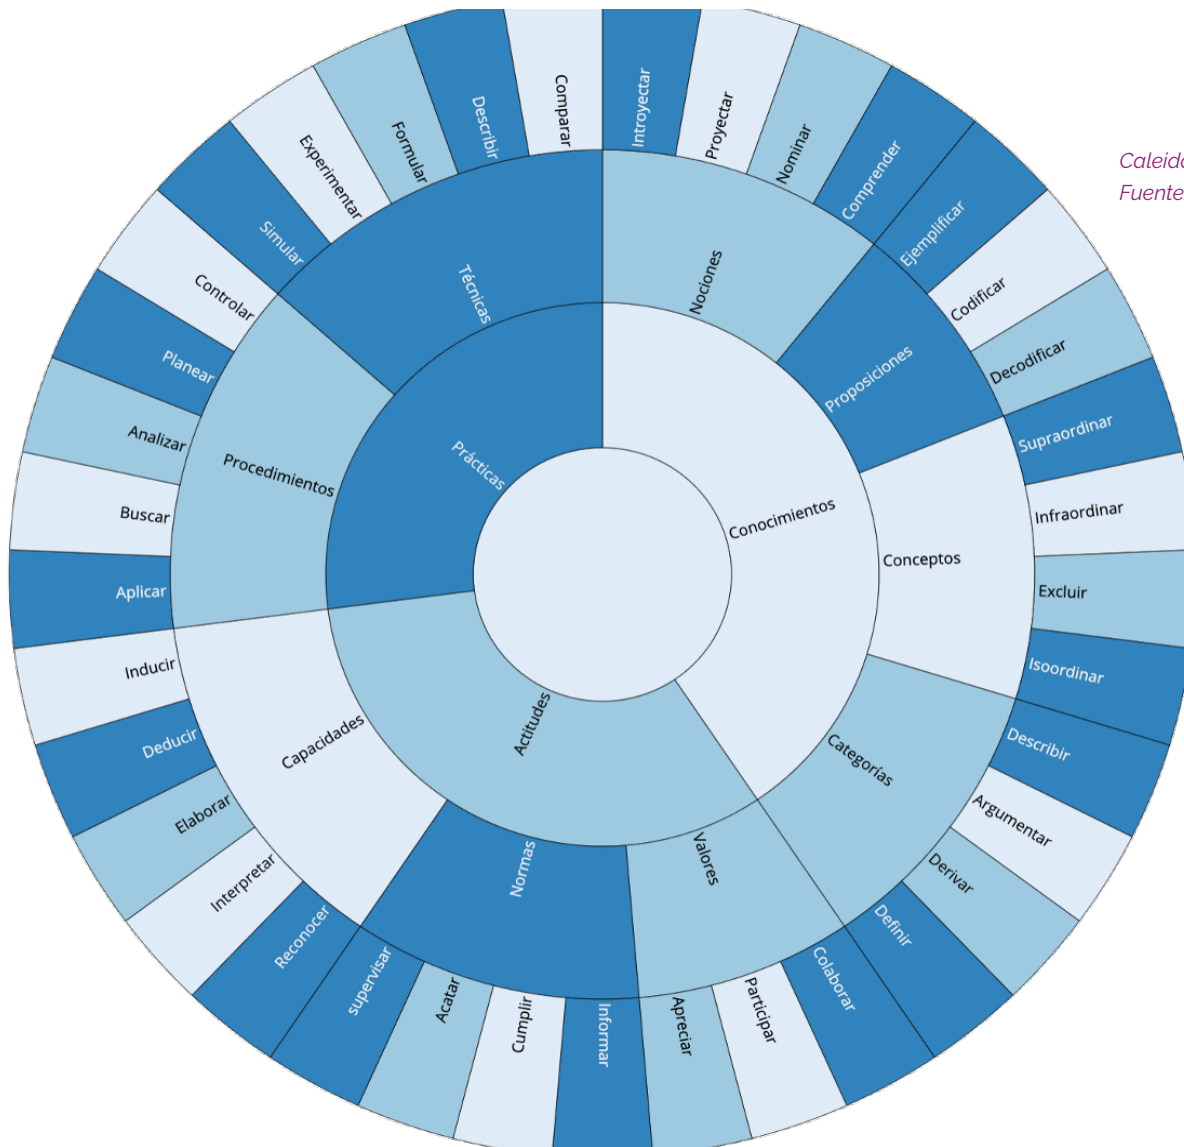 Comparar
Introyectar
Proyectar
Nominar
Comprender
Ejemplificar
Codificar
Decodificar
Supraordinar
Infraordinar
Excluir
Isoordinar
Describir
Argumentar
Derivar
Definir
Colaborar
Participar
Apreciar
Informar
Cumplir
Acatar
supervisar
Reconocer
Interpretar
Elaborar
Deducir
Inducir
Aplicar
Buscar
Analizar
Planear
Controlar
Simular
Experimentar
Formular
Describir
Técnicas
Nociones
Proposiciones
Conceptos
Categorías
Valores
Normas
Capacidades
Procedimientos
Prácticas
Conocimientos
Actitudes
Fuente